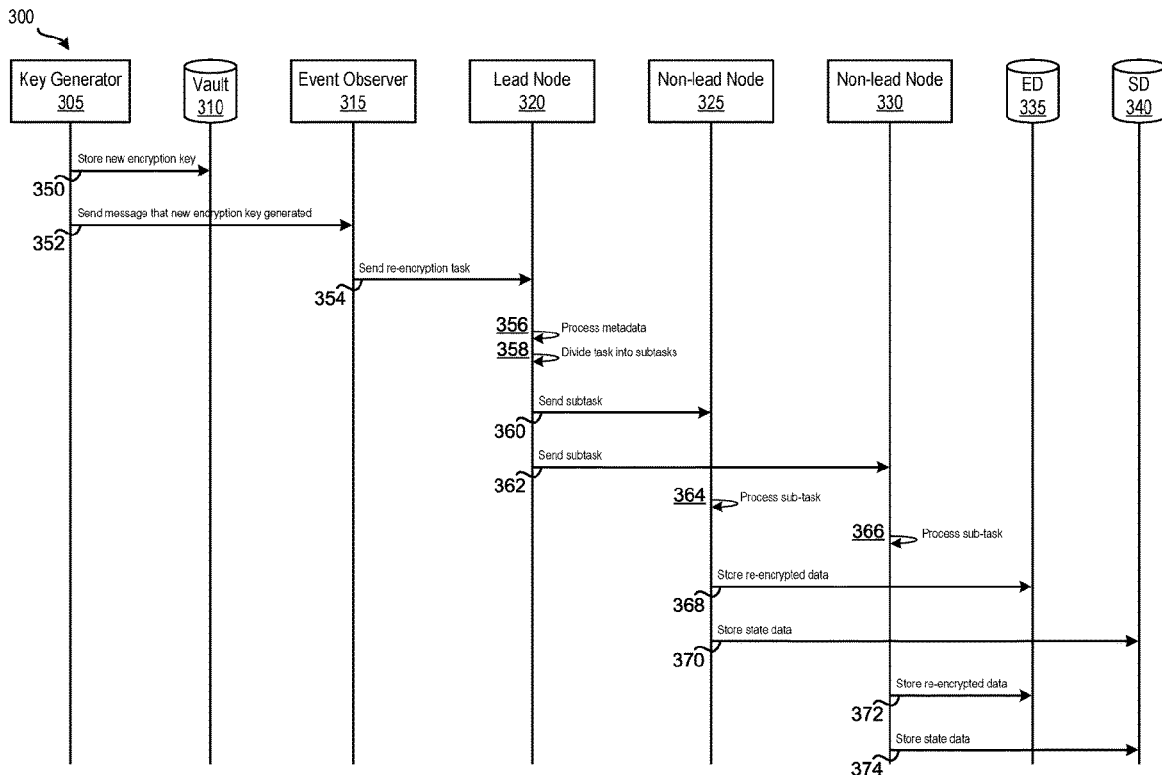 300
Key Generator
305
Vault
310
Event Observer
315
Lead Node
320
Non-lead Node
325
Non-lead Node
330
ED
335
SD
340
Store new encryption key
350
Send message that new encryption key generated
352
Send re-encryption task
354
356
Process metadata
358
Divide task into subtasks
Send subtask
360
Send subtask
362
364
Process sub-task
366
Process sub-task
Store re-encrypted data
368
Store state data
370
Store re-encrypted data
372
Store state data
374